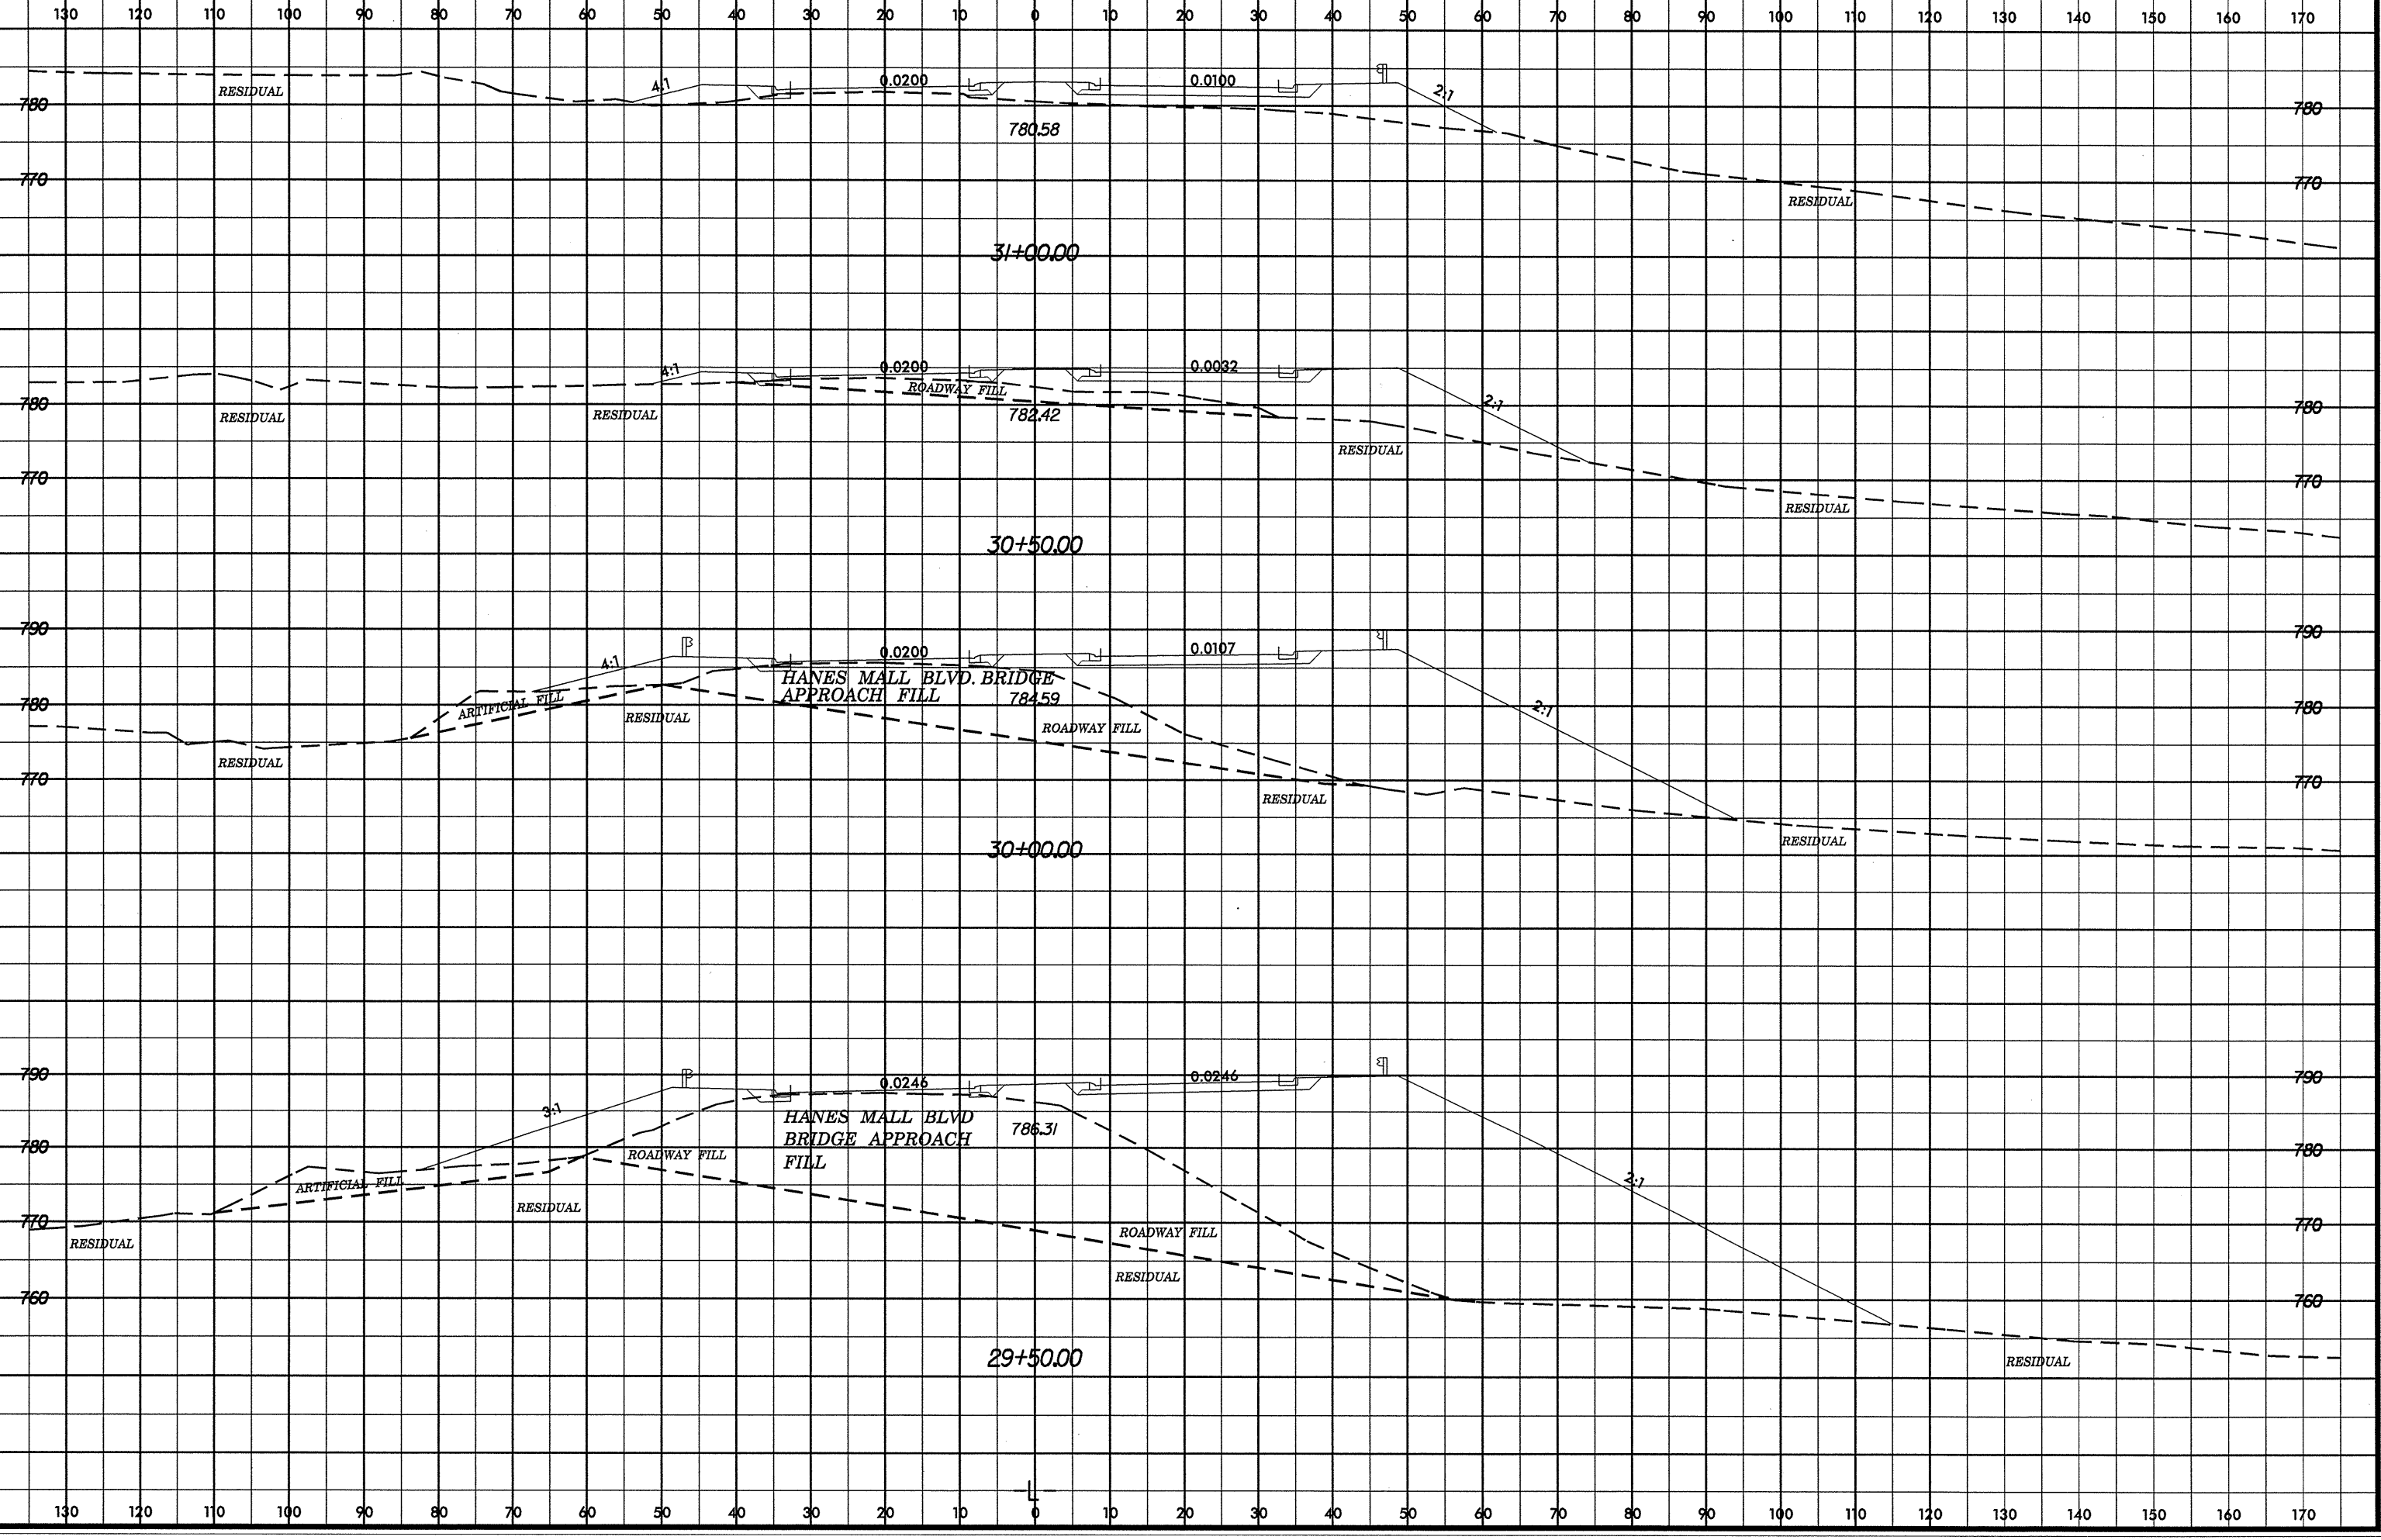 130 120 110 100 90 80 70 60 50 40 30 20 10 0 10 20 30 40 50 60 70 80 90 100 110 120 130 140 150 160 170
4:1 0.0200 0.0100 2:1
RESIDUAL
780 780
780.58
770 770
RESIDUAL
31+00.00
4:1 0.0200 0.0032
ROADWAY FILL
2:1
780 780
RESIDUAL RESIDUAL 782.42
RESIDUAL
770 770
RESIDUAL
30+50.00
790 790
4:1 0.0200 0.0107
HANES MALL BLVD. BRIDGE
APPROACH FILL 784.59
ARTIFICIAL FILL
780 2:1 780
RESIDUAL ROADWAY FILL
RESIDUAL
770 770
RESIDUAL
RESIDUAL
30+00.00
790 0.0246 0.0246 790
3:1
HANES MALL BLVD
BRIDGE APPROACH
FILL
786.31
780 780
ROADWAY FILL
ARTIFICIAL FILL 2:1
RESIDUAL
770 770
RESIDUAL ROADWAY FILL
RESIDUAL
760 760
29+50.00
RESIDUAL
-L-
130 120 110 100 90 80 70 60 50 40 30 20 10 0 10 20 30 40 50 60 70 80 90 100 110 120 130 140 150 160 170